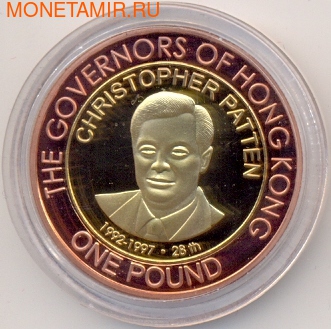 MONETAMIR.RU
THE GOVERNORS OF HONG KONG
CHRISTOPHER PATTEN
1992-1997 • 28th
ONE POUND